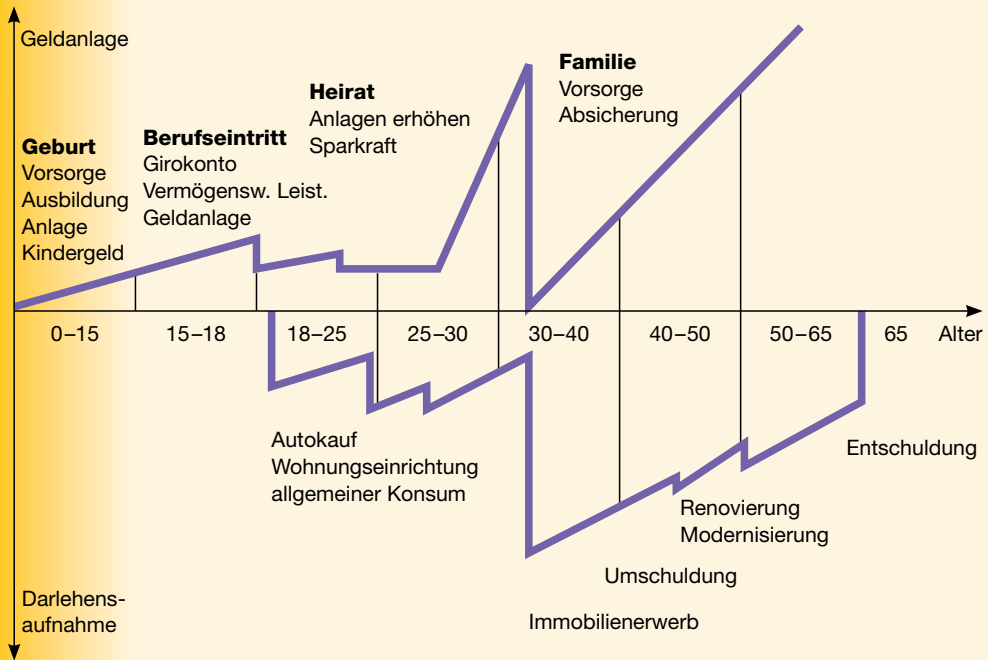 Geldanlage
Geburt
Vorsorge
Ausbildung
Anlage
Kindergeld
Berufseintritt
Girokonto
Vermögensw. Leist.
Geldanlage
Heirat
Anlagen erhöhen
Sparkraft
Familie
Vorsorge
Absicherung
0–15 15–18 18–25 25–30 30–40 40–50 50–65 65 Alter
Autokauf
Wohnungseinrichtung
allgemeiner Konsum
Entschuldung
Renovierung
Modernisierung
Umschuldung
Immobilienerwerb
Darlehens-
aufnahme